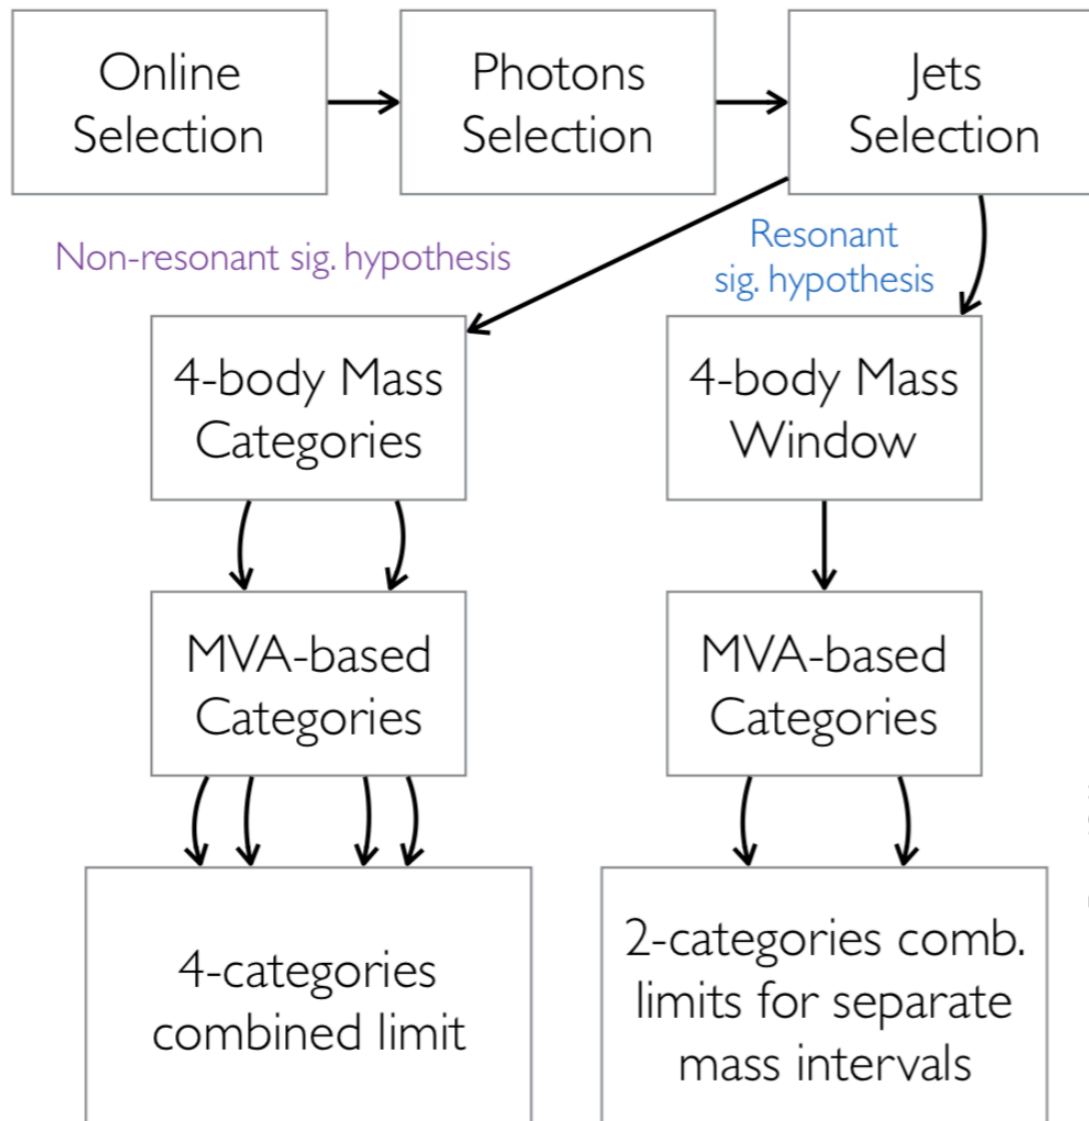 Online
Selection
Photons
Selection
Jets
Selection
Non-resonant sig. hypothesis
Resonant
sig. hypothesis
4-body Mass
Categories
4-body Mass
Window
MVA-based
Categories
MVA-based
Categories
4-categories
combined limit
2-categories comb.
limits for separate
mass intervals